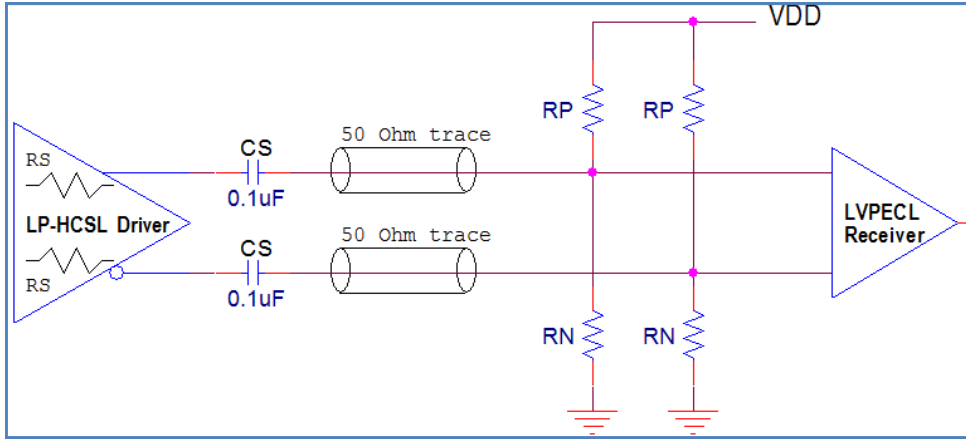 VDD
RP
RP
50 Ohm trace
CS
RS
0.1uF
LP-HCSL Driver
LVPECL
Receiver
50 Ohm trace
CS
RS
0.1uF
RN
RN